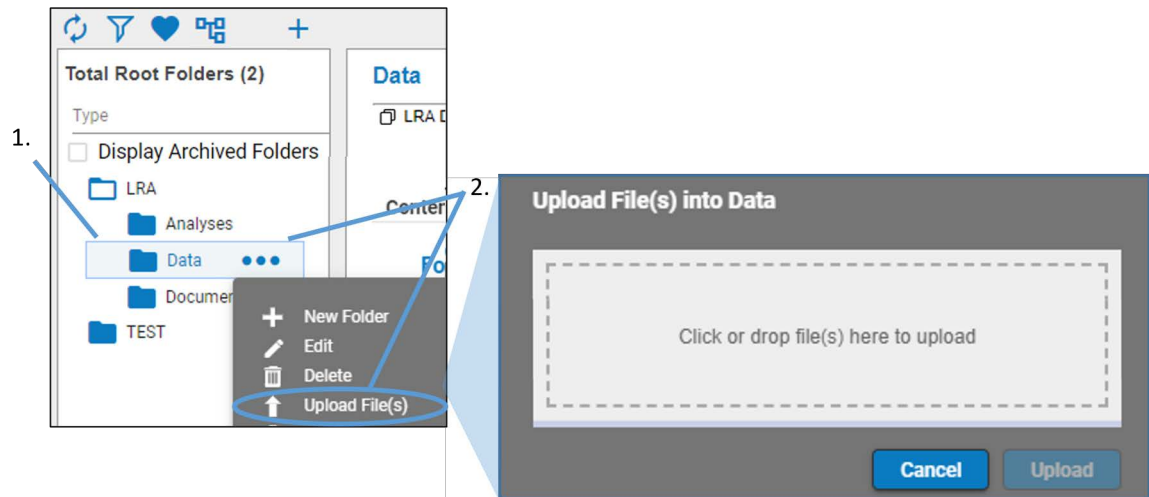 Total Root Folders (2)
Type
1.
Display Archived Folders
LRA
Analyses
Data
TEST
New Folder
Edit
Delete
Upload File(s)
Data
LRA
2.
Upload File(s) into Data
Click or drop file(s) here to upload
Cancel
Upload